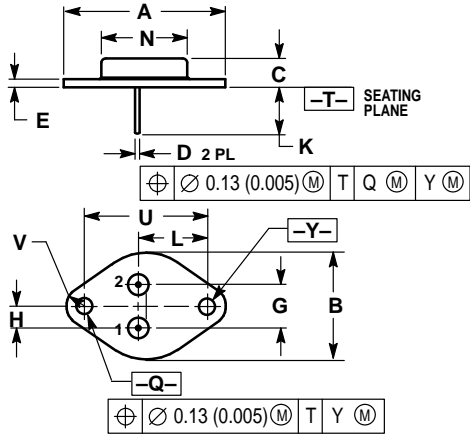 A
N
C
E
–T– SEATING PLANE
K
D 2 PL
⌖ ∅ 0.13 (0.005) Ⓜ T Q Ⓜ Y Ⓜ
U
V
L
–Y–
2
H
G
B
1
–Q–
⌖ ∅ 0.13 (0.005) Ⓜ T Y Ⓜ